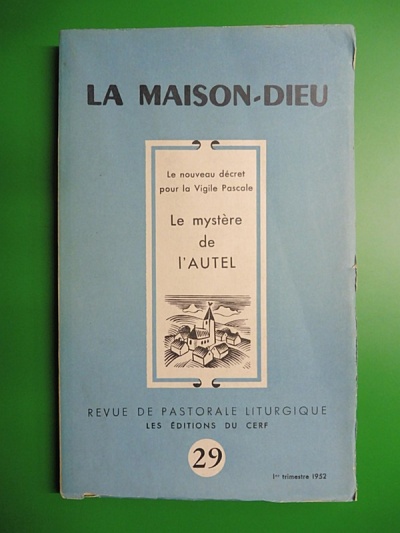 LA MAISON-DIEU
Le nouveau décret
pour la Vigile Pascale
Le mystère
de
l'AUTEL
REVUE DE PASTORALE LITURGIQUE
LES ÉDITIONS DU CERF
29
1er trimestre 1952